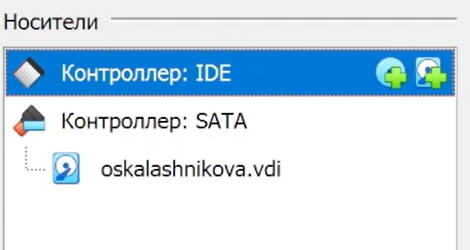 Носители
Контроллер: IDE
Контроллер: SATA
oskalashnikova.vdi